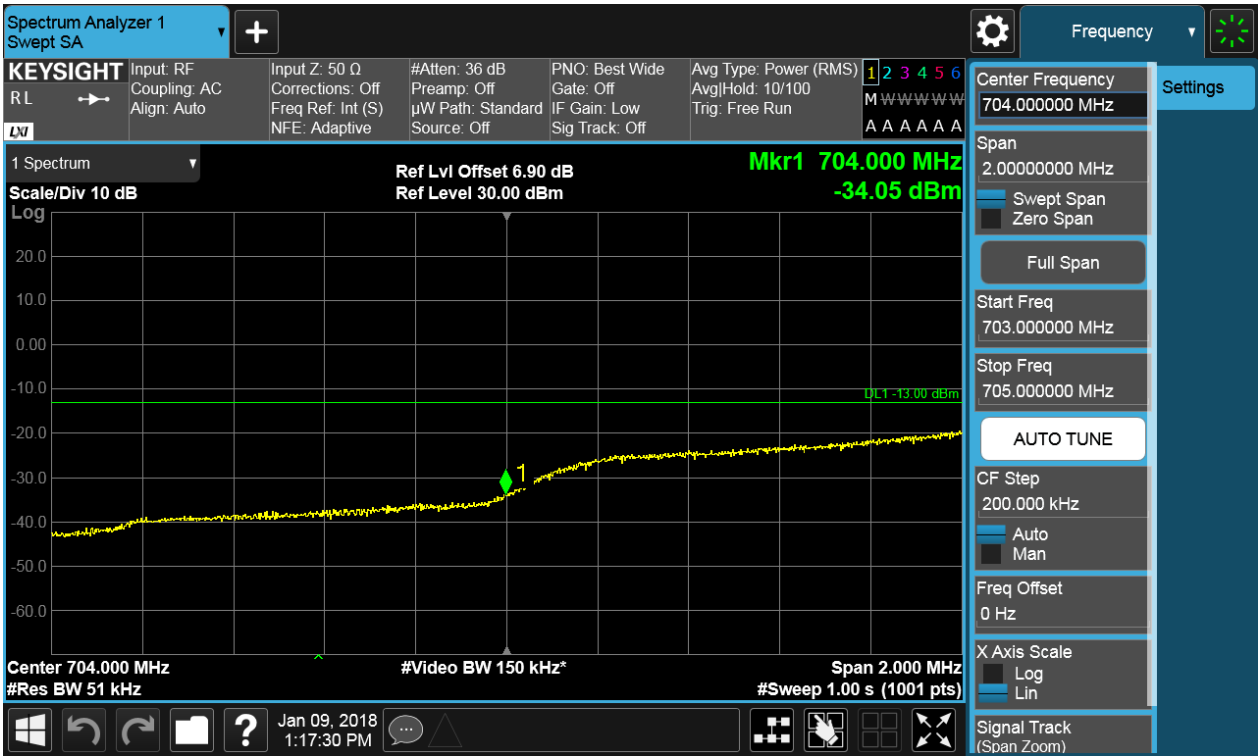 Spectrum Analyzer 1
Swept SA
+
Frequency
KEYSIGHT
R L
LXI
Input: RF
Coupling: AC
Align: Auto
Input Z: 50 Ω
Corrections: Off
Freq Ref: Int (S)
NFE: Adaptive
#Atten: 36 dB
Preamp: Off
µW Path: Standard
Source: Off
PNO: Best Wide
Gate: Off
IF Gain: Low
Sig Track: Off
Avg Type: Power (RMS)
Avg|Hold: 10/100
Trig: Free Run
1 2 3 4 5 6
M W W W W W
A A A A A A
Center Frequency
704.000000 MHz
Settings
Span
2.00000000 MHz
Swept Span
Zero Span
Full Span
Start Freq
703.000000 MHz
Stop Freq
705.000000 MHz
AUTO TUNE
CF Step
200.000 kHz
Auto
Man
Freq Offset
0 Hz
X Axis Scale
Log
Lin
Signal Track
(Span Zoom)
1 Spectrum
Scale/Div 10 dB
Log
Ref Lvl Offset 6.90 dB
Ref Level 30.00 dBm
Mkr1 704.000 MHz
-34.05 dBm
20.0
10.0
0.00
-10.0
-20.0
-30.0
-40.0
-50.0
-60.0
DL1 -13.00 dBm
1
Center 704.000 MHz
#Res BW 51 kHz
#Video BW 150 kHz*
Span 2.000 MHz
#Sweep 1.00 s (1001 pts)
?
Jan 09, 2018
1:17:30 PM